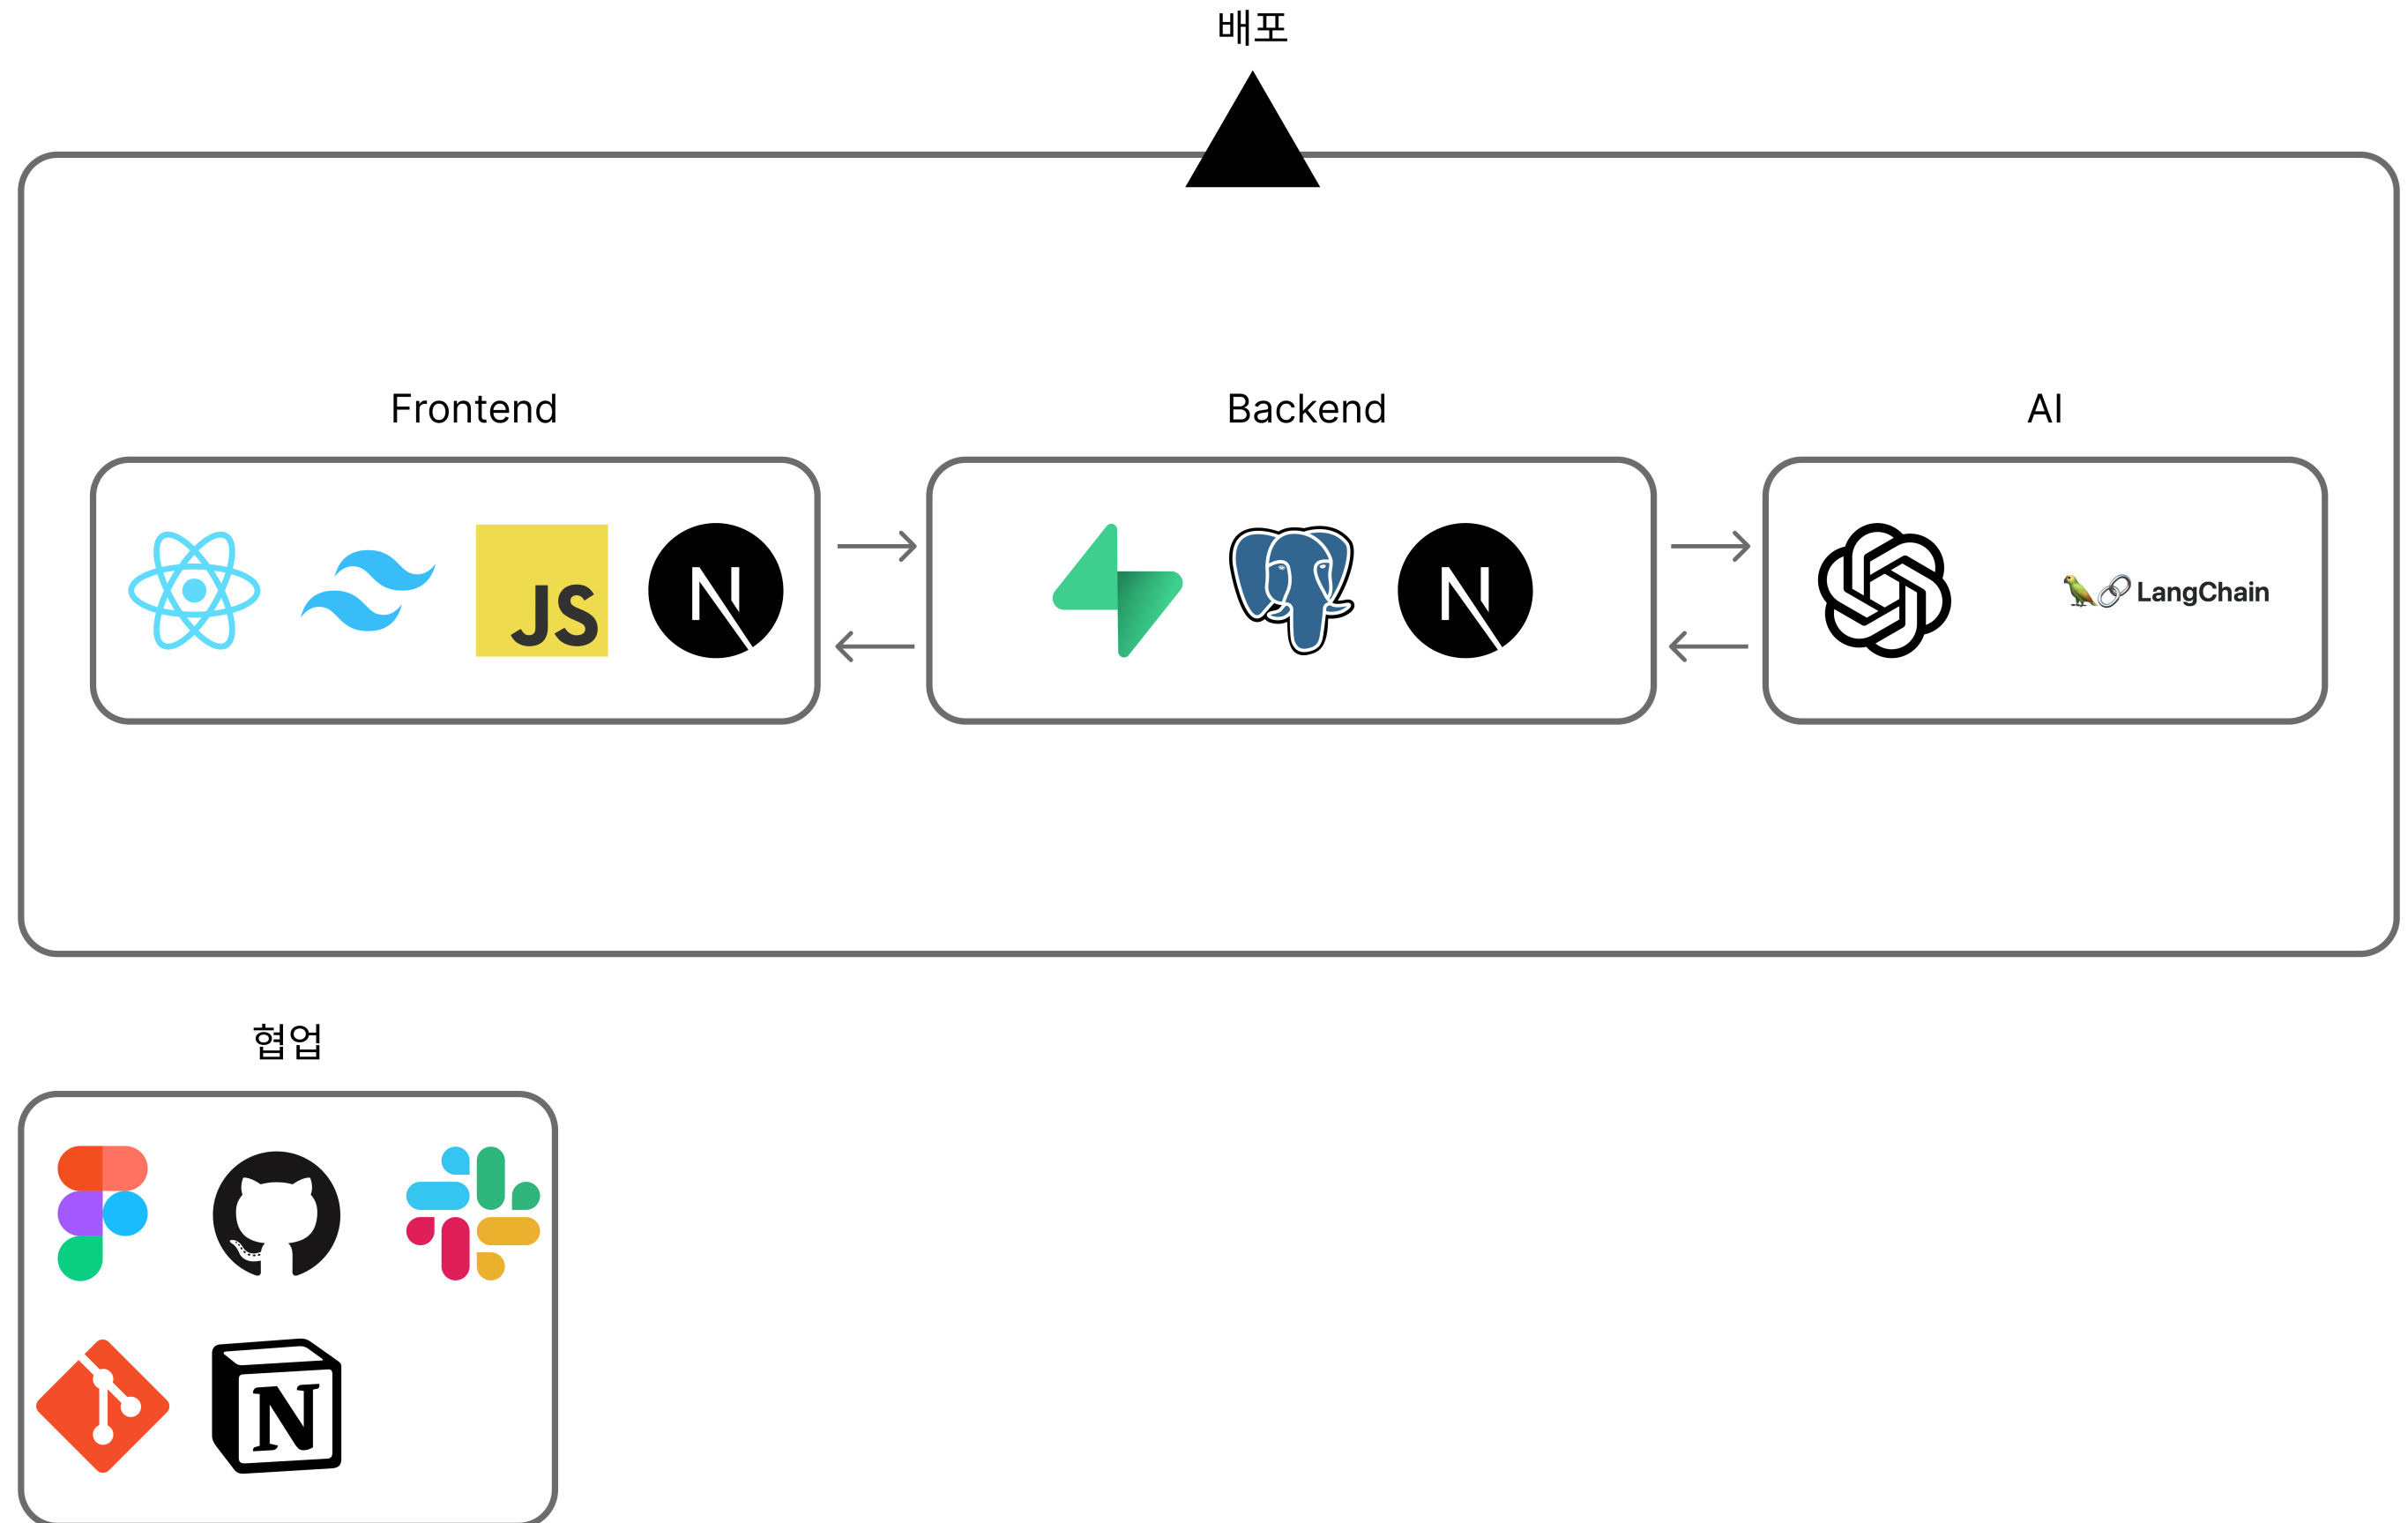 배포
Frontend
Backend
AI
JS
N
N
LangChain
협업
N